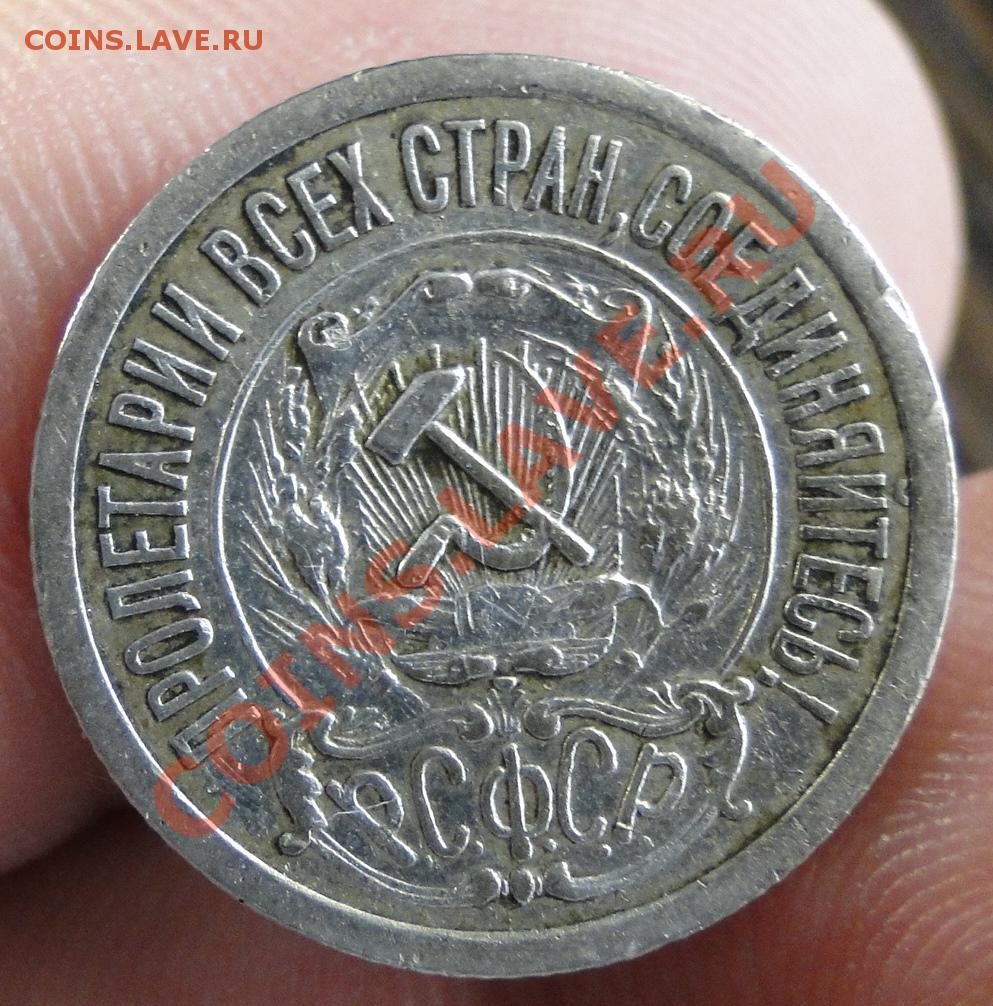 COINS.LAVE.RU
ПРОЛЕТАРИИ ВСЕХ СТРАН, СОЕДИНЯЙТЕСЬ!
Р.С.Ф.С.Р.
COINS.LAVE.RU